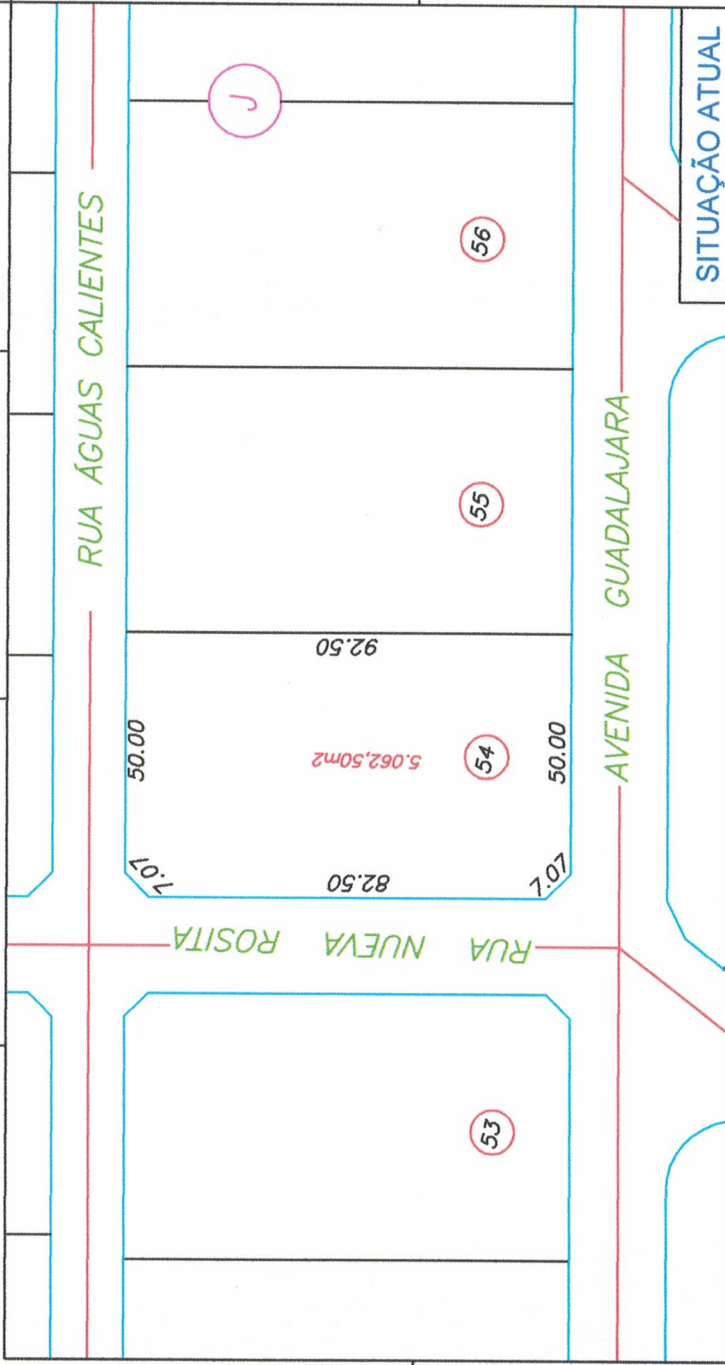 RUA ÁGUAS CALIENTES
J
50.00
7.07
92.50
82.50
5.062,50m2
53
54
55
56
50.00
7.07
RUA NUEVA ROSITA
AVENIDA GUADALAJARA
SITUAÇÃO ATUAL